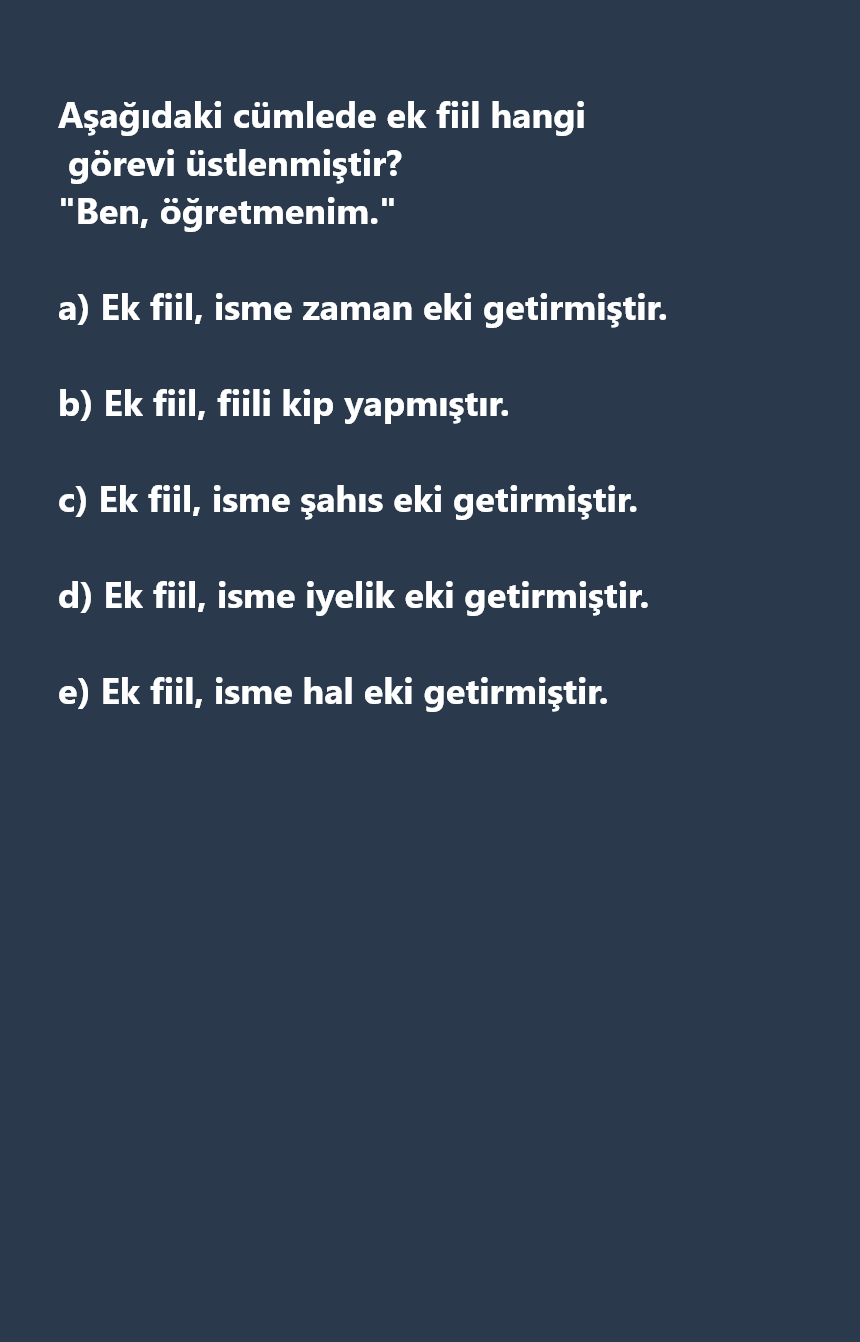 Aşağıdaki cümlede ek fiil hangi
görevi üstlenmiştir?
"Ben, öğretmenim."
a) Ek fiil, isme zaman eki getirmiştir.
b) Ek fiil, fiili kip yapmıştır.
c) Ek fiil, isme şahıs eki getirmiştir.
d) Ek fiil, isme iyelik eki getirmiştir.
e) Ek fiil, isme hal eki getirmiştir.